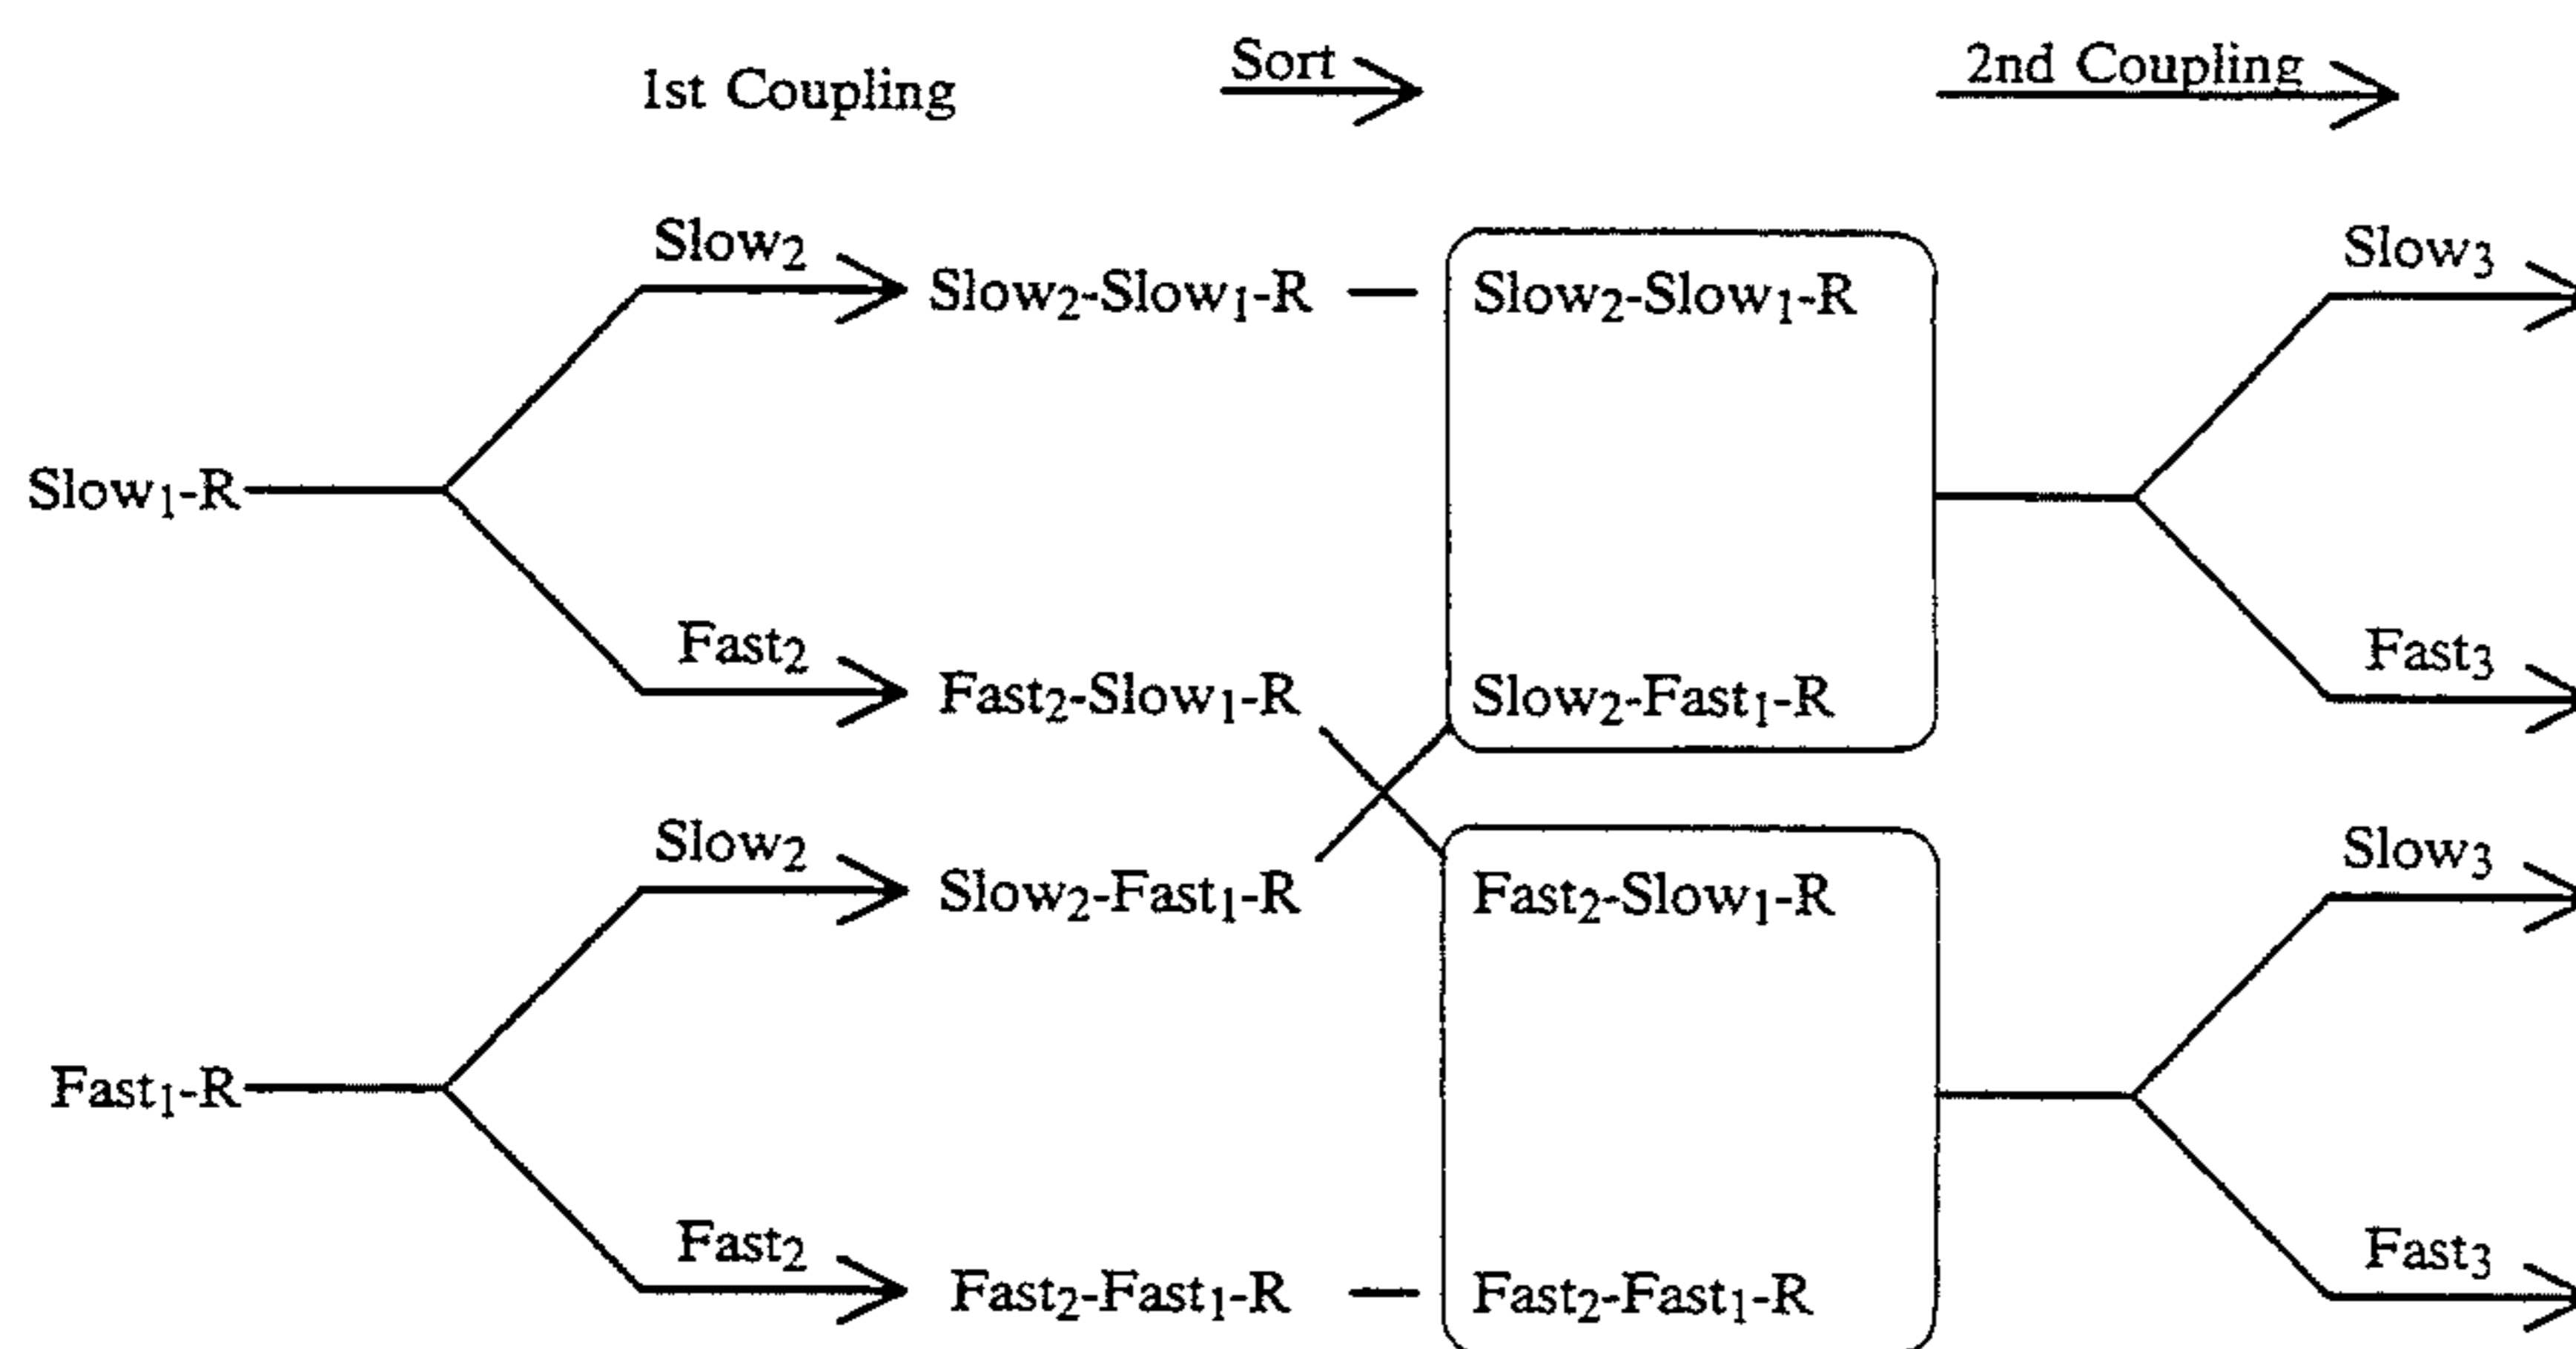 1st Coupling Sort 2nd Coupling
Slow₂ Slow₃
Slow₂-Slow₁-R Slow₂-Slow₁-R
Slow₁-R
Fast₂ Fast₃
Fast₂-Slow₁-R Slow₂-Fast₁-R
Slow₂ Slow₃
Slow₂-Fast₁-R Fast₂-Slow₁-R
Fast₁-R
Fast₂ Fast₃
Fast₂-Fast₁-R Fast₂-Fast₁-R